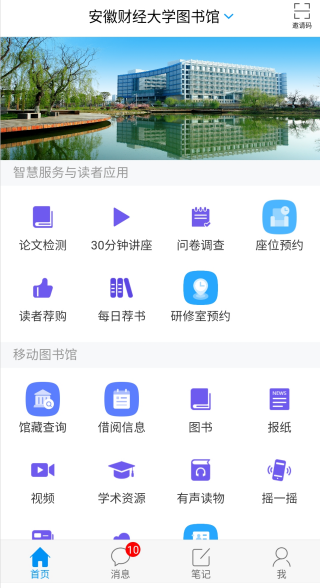 安徽财经大学图书馆
邀请码
智慧服务与读者应用
论文检测 30分钟讲座 问卷调查 座位预约
读者荐购 每日荐书 研修室预约
移动图书馆
NEWS
馆藏查询 借阅信息 图书 报纸
视频 学术资源 有声读物 摇一摇
10
首页 消息 笔记 我